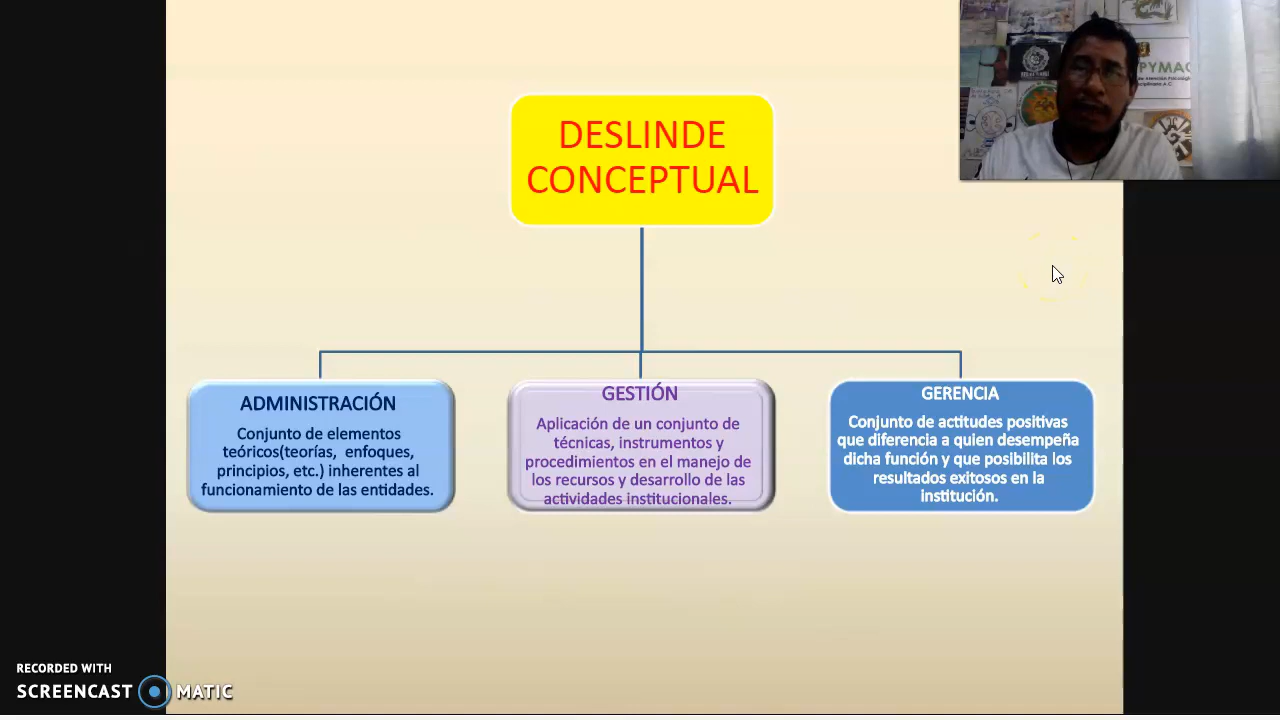 DESLINDE
CONCEPTUAL
ADMINISTRACIÓN
Conjunto de elementos
teóricos(teorías, enfoques,
principios, etc.) inherentes al
funcionamiento de las entidades.
GESTIÓN
Aplicación de un conjunto de
técnicas, instrumentos y
procedimientos en el manejo de
los recursos y desarrollo de las
actividades institucionales.
GERENCIA
Conjunto de actitudes positivas
que diferencia a quien desempeña
dicha función y que posibilita los
resultados exitosos en la
institución.
PYMAC
RECORDED WITH
SCREENCAST MATIC